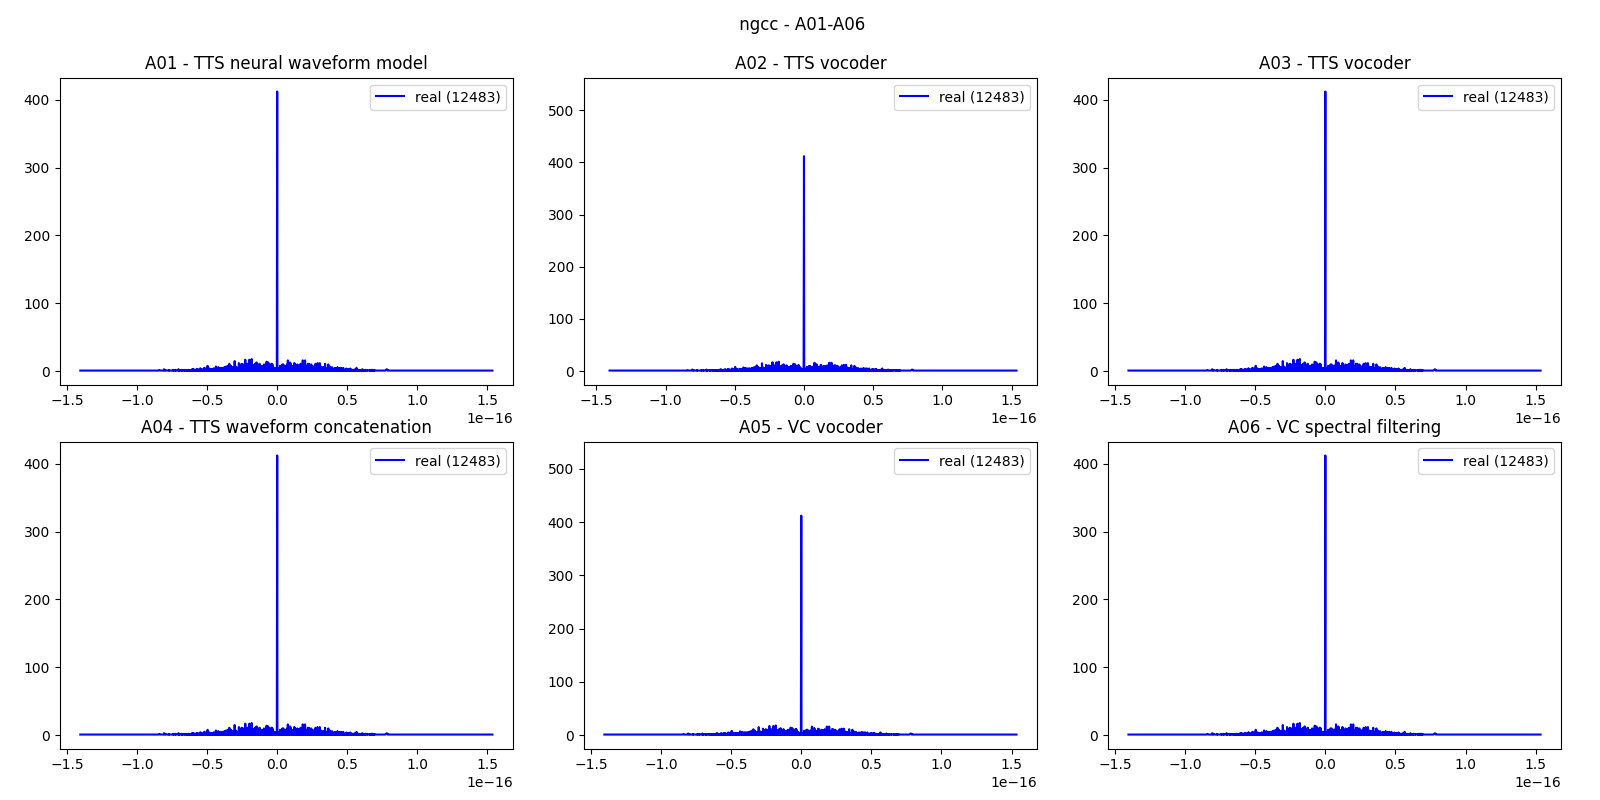 ngcc - A01-A06
A01 - TTS neural waveform model
real (12483)
400
300
200
100
0
−1.5 −1.0 −0.5 0.0 0.5 1.0 1.5
1e−16
A02 - TTS vocoder
real (12483)
500
400
300
200
100
0
−1.5 −1.0 −0.5 0.0 0.5 1.0 1.5
1e−16
A03 - TTS vocoder
real (12483)
400
300
200
100
0
−1.5 −1.0 −0.5 0.0 0.5 1.0 1.5
1e−16
A04 - TTS waveform concatenation
real (12483)
400
300
200
100
0
−1.5 −1.0 −0.5 0.0 0.5 1.0 1.5
1e−16
A05 - VC vocoder
real (12483)
500
400
300
200
100
0
−1.5 −1.0 −0.5 0.0 0.5 1.0 1.5
1e−16
A06 - VC spectral filtering
real (12483)
400
300
200
100
0
−1.5 −1.0 −0.5 0.0 0.5 1.0 1.5
1e−16